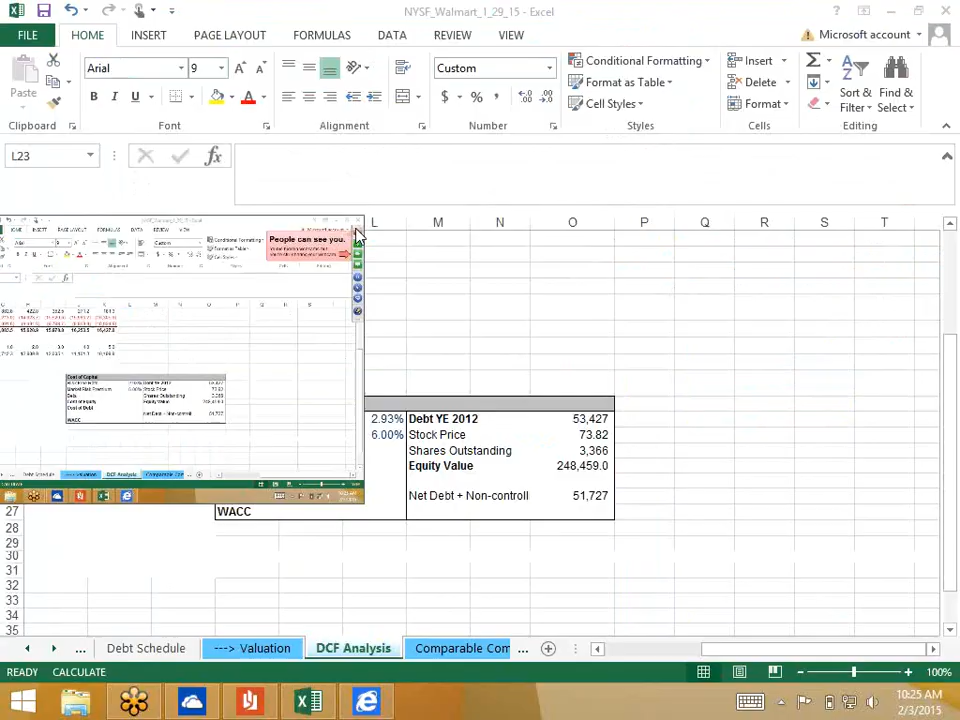 NYSF_Walmart_1_29_15 - Excel
FILE HOME INSERT PAGE LAYOUT FORMULAS DATA REVIEW VIEW Microsoft account
Arial 9 Custom Conditional Formatting Insert
Paste Format as Table Delete Sort & Find &
B I U A $ % Cell Styles Format Filter Select
Clipboard Font Alignment Number Styles Cells Editing
L23 fx
L M N O P Q R S T
People can see you.
Cost of Capital
2.93% Debt YE 2012 53,427
6.00% Stock Price 73.82
Shares Outstanding 3,366
Equity Value 248,459.0
Net Debt + Non-controll 51,727
27 WACC
28
29
30
31
32
33
34
35
... Debt Schedule ---> Valuation DCF Analysis Comparable Com ...
READY CALCULATE 100%
10:25 AM
2/3/2015